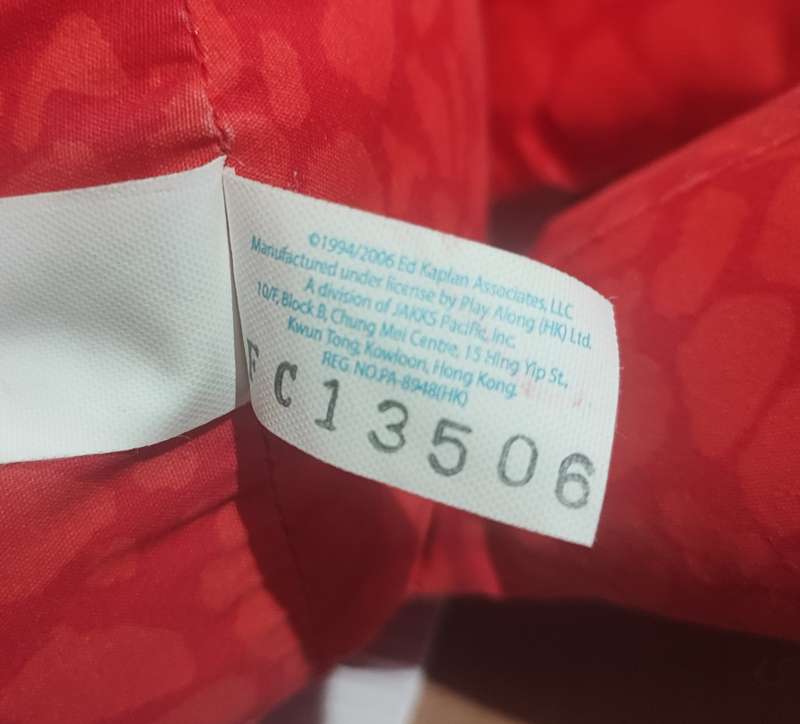 ©1994/2006 Ed Kaplan Associates, LLC
Manufactured under license by Play Along (HK) Ltd.
A division of JAKKS Pacific, Inc.
10/F, Block B, Chung Mei Centre, 15 Hing Yip St.,
Kwun Tong, Kowloon, Hong Kong.
REG NO.PA-8948(HK)
FC13506